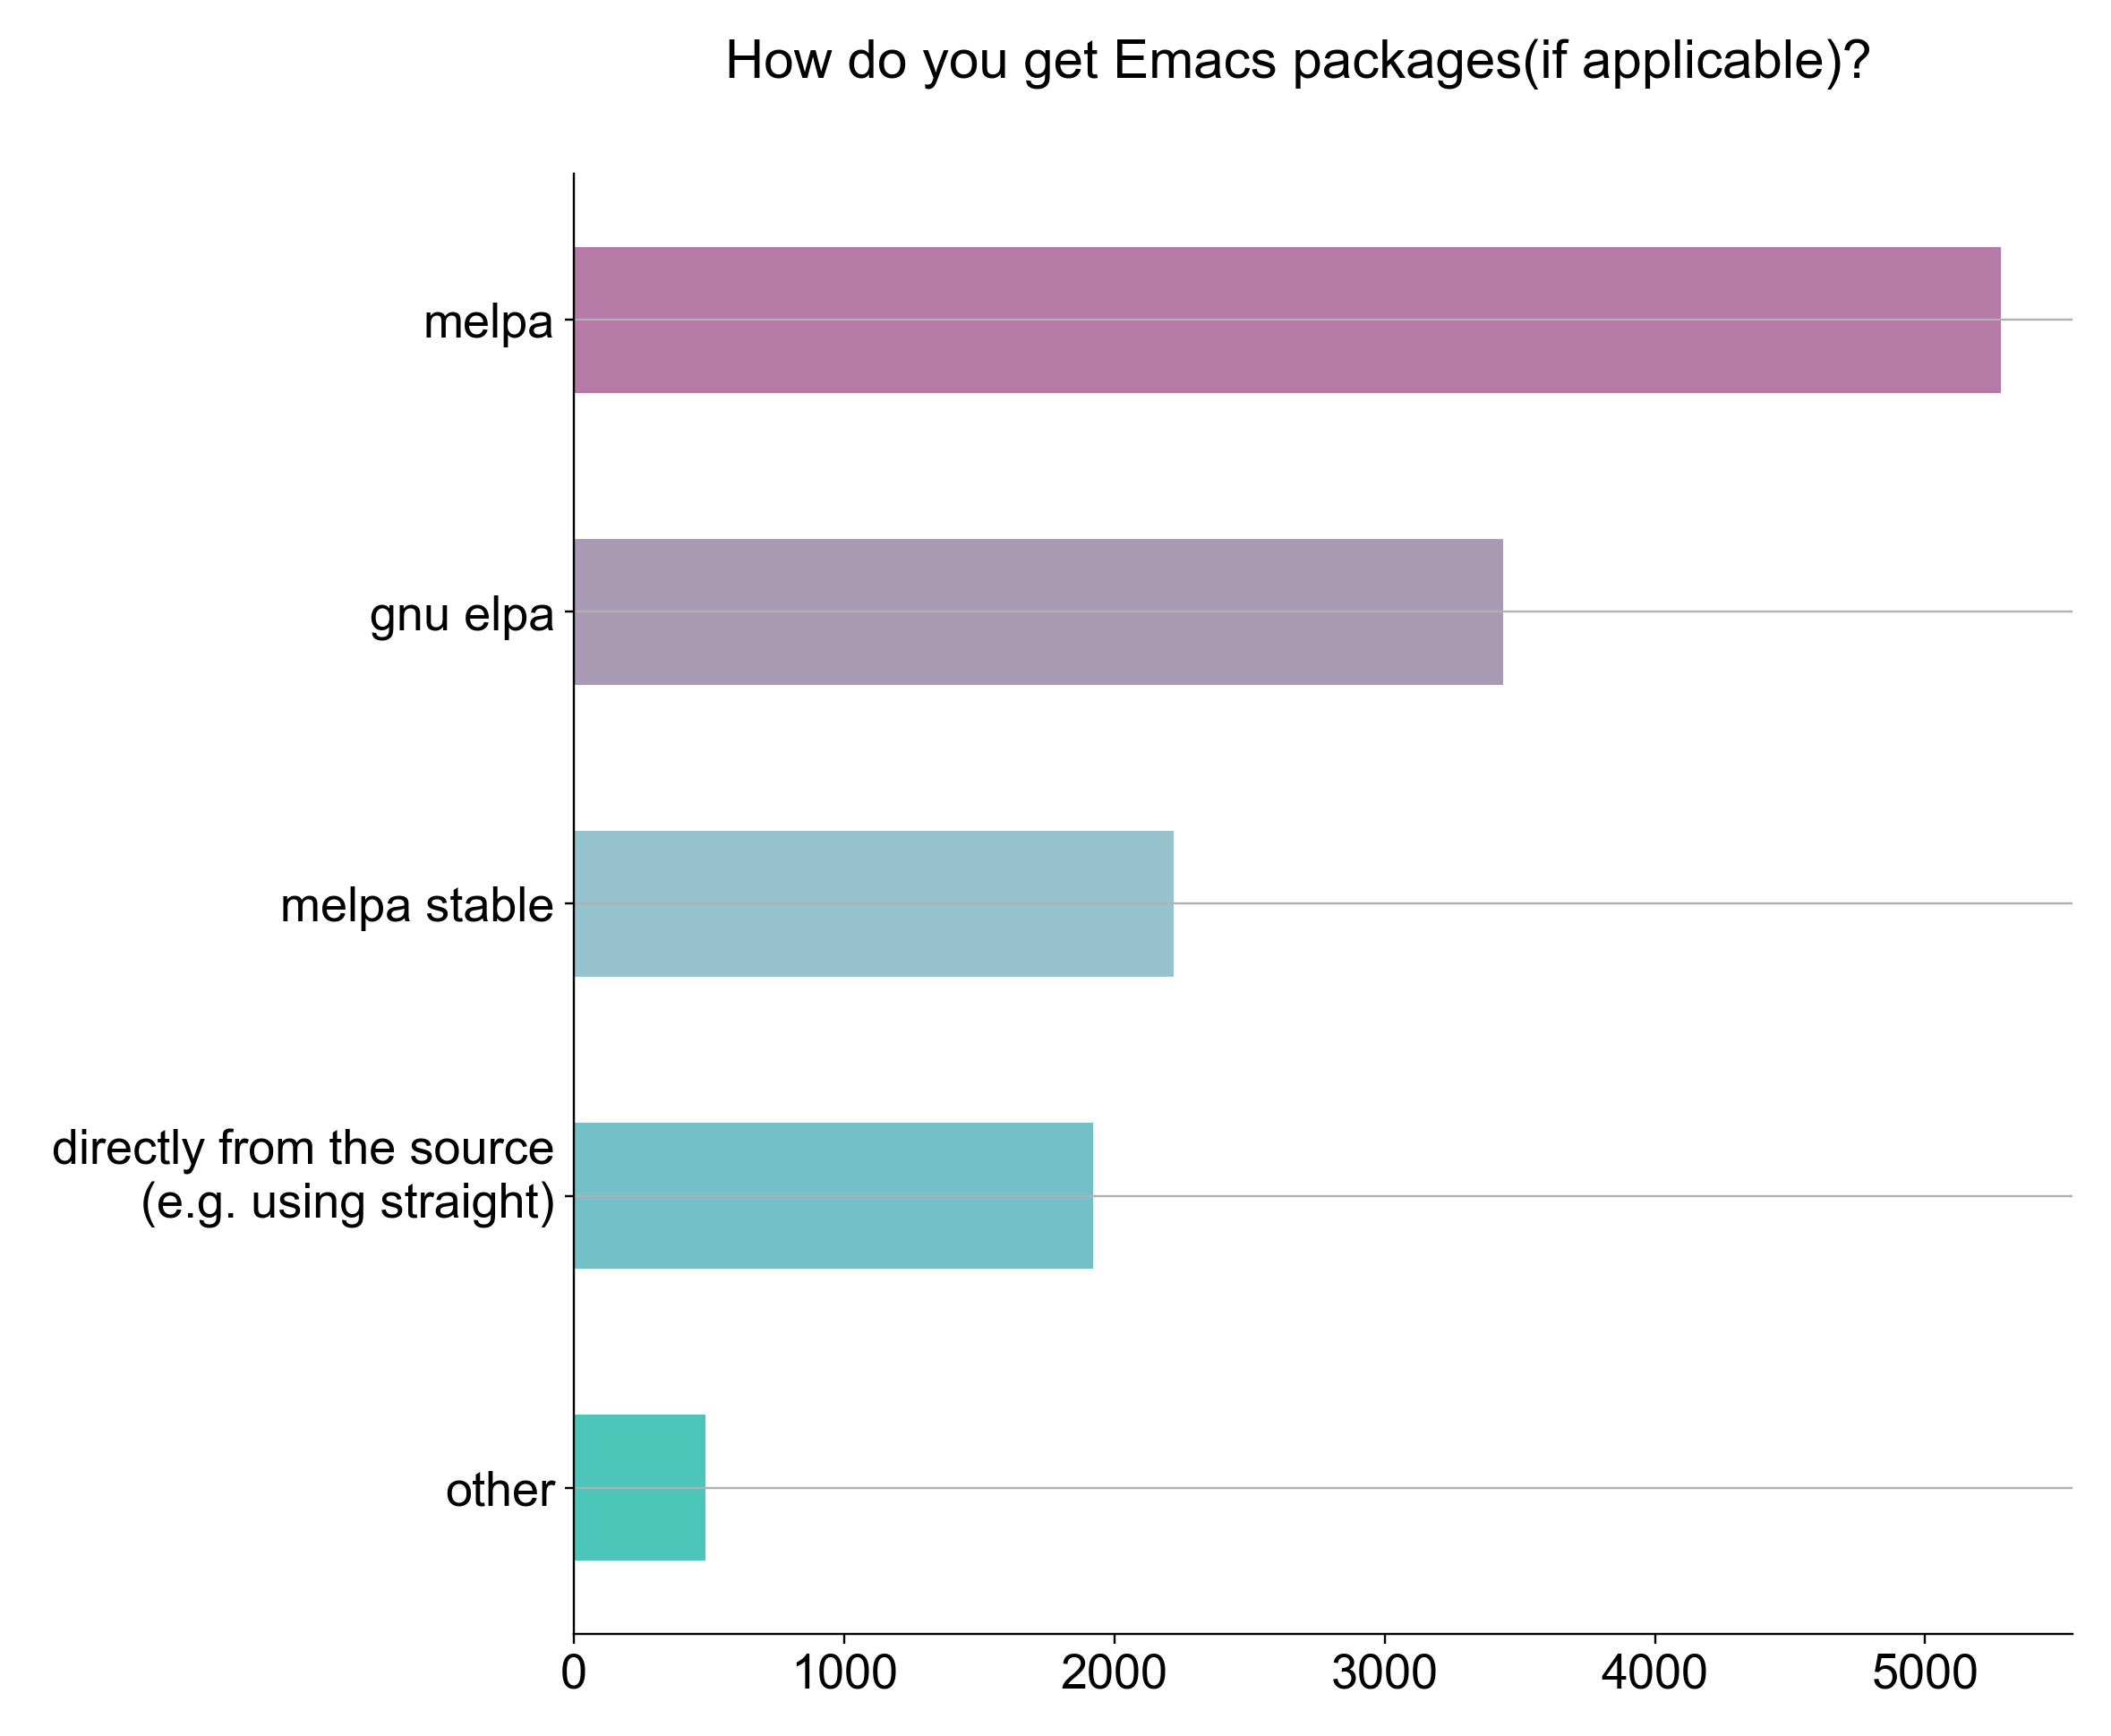 How do you get Emacs packages(if applicable)?
melpa
gnu elpa
melpa stable
directly from the source
(e.g. using straight)
other
0 1000 2000 3000 4000 5000